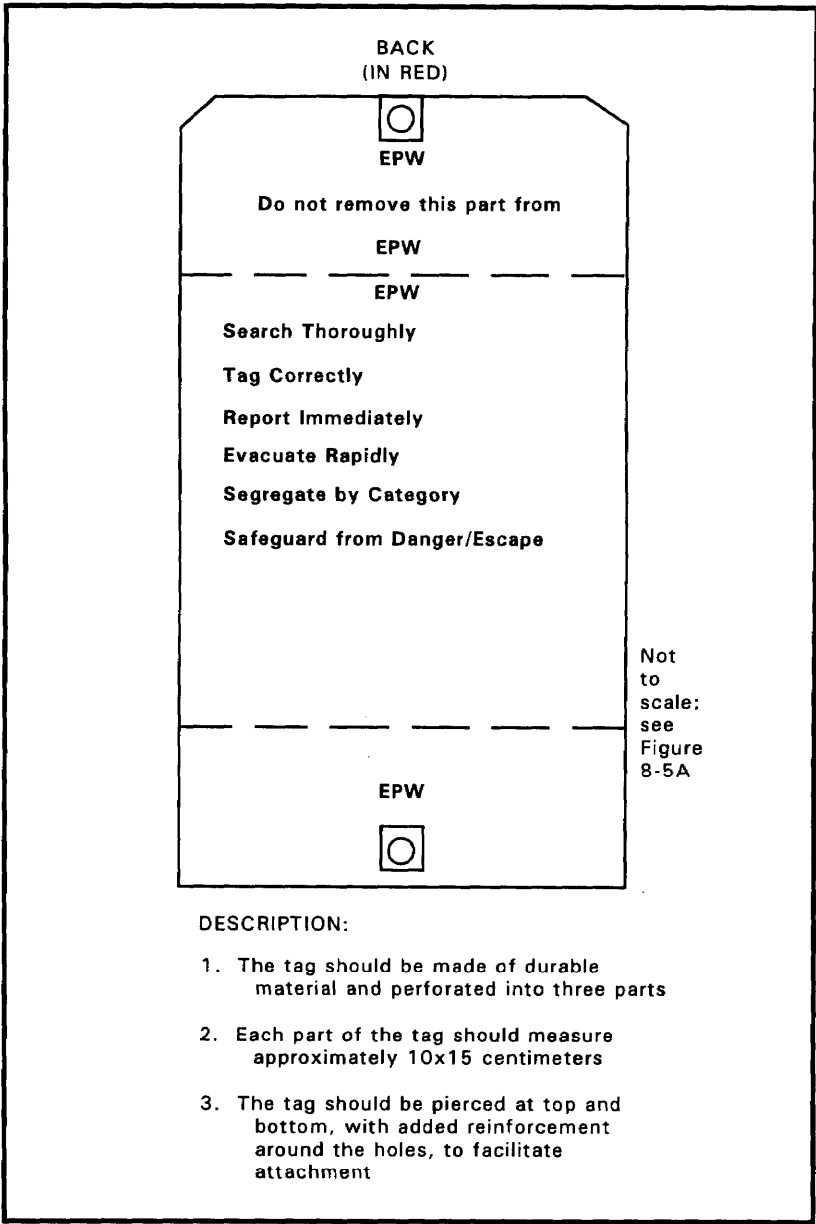 BACK
(IN RED)
EPW
Do not remove this part from
EPW
EPW
Search Thoroughly
Tag Correctly
Report Immediately
Evacuate Rapidly
Segregate by Category
Safeguard from Danger/Escape
Not
to
scale;
see
Figure
8-5A
EPW
DESCRIPTION:
1. The tag should be made of durable
material and perforated into three parts
2. Each part of the tag should measure
approximately 10x15 centimeters
3. The tag should be pierced at top and
bottom, with added reinforcement
around the holes, to facilitate
attachment